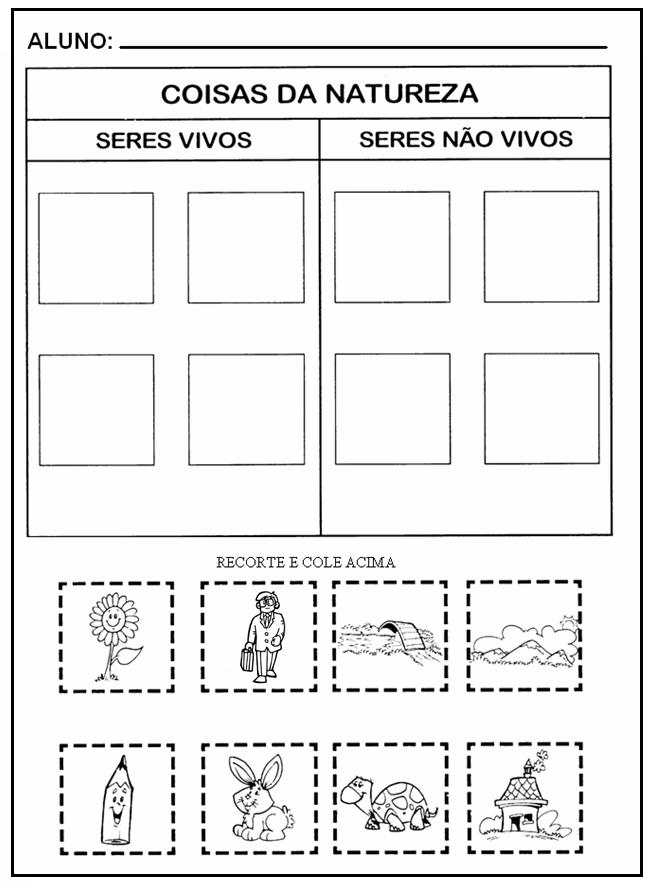 ALUNO:
COISAS DA NATUREZA
SERES VIVOS
SERES NÃO VIVOS
RECORTE E COLE ACIMA